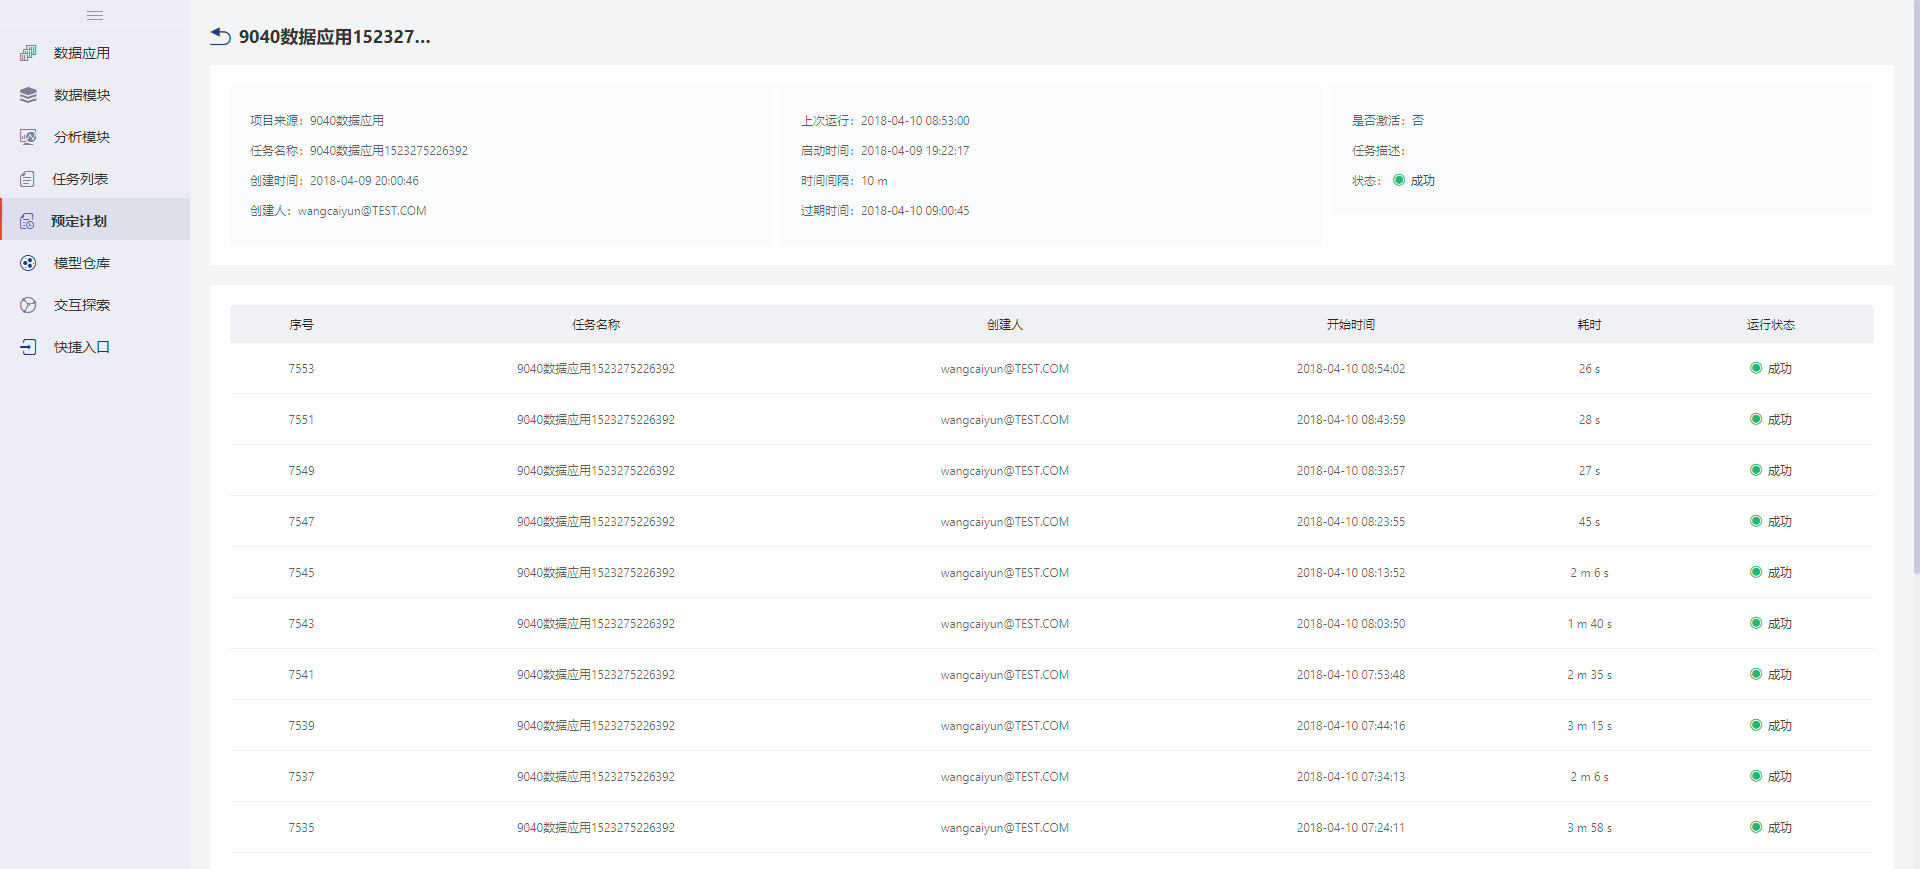 数据应用
数据模块
分析模块
任务列表
预定计划
模型仓库
交互探索
快捷入口
9040数据应用152327...
项目来源：9040数据应用
任务名称：9040数据应用1523275226392
创建时间：2018-04-09 20:00:46
创建人：wangcaiyun@TEST.COM
上次运行：2018-04-10 08:53:00
启动时间：2018-04-09 19:22:17
时间间隔：10 m
过期时间：2018-04-10 09:00:45
是否激活：否
任务描述：
状态： 成功
序号 任务名称 创建人 开始时间 耗时 运行状态
7553 9040数据应用1523275226392 wangcaiyun@TEST.COM 2018-04-10 08:54:02 26 s 成功
7551 9040数据应用1523275226392 wangcaiyun@TEST.COM 2018-04-10 08:43:59 28 s 成功
7549 9040数据应用1523275226392 wangcaiyun@TEST.COM 2018-04-10 08:33:57 27 s 成功
7547 9040数据应用1523275226392 wangcaiyun@TEST.COM 2018-04-10 08:23:55 45 s 成功
7545 9040数据应用1523275226392 wangcaiyun@TEST.COM 2018-04-10 08:13:52 2 m 6 s 成功
7543 9040数据应用1523275226392 wangcaiyun@TEST.COM 2018-04-10 08:03:50 1 m 40 s 成功
7541 9040数据应用1523275226392 wangcaiyun@TEST.COM 2018-04-10 07:53:48 2 m 35 s 成功
7539 9040数据应用1523275226392 wangcaiyun@TEST.COM 2018-04-10 07:44:16 3 m 15 s 成功
7537 9040数据应用1523275226392 wangcaiyun@TEST.COM 2018-04-10 07:34:13 2 m 6 s 成功
7535 9040数据应用1523275226392 wangcaiyun@TEST.COM 2018-04-10 07:24:11 3 m 58 s 成功